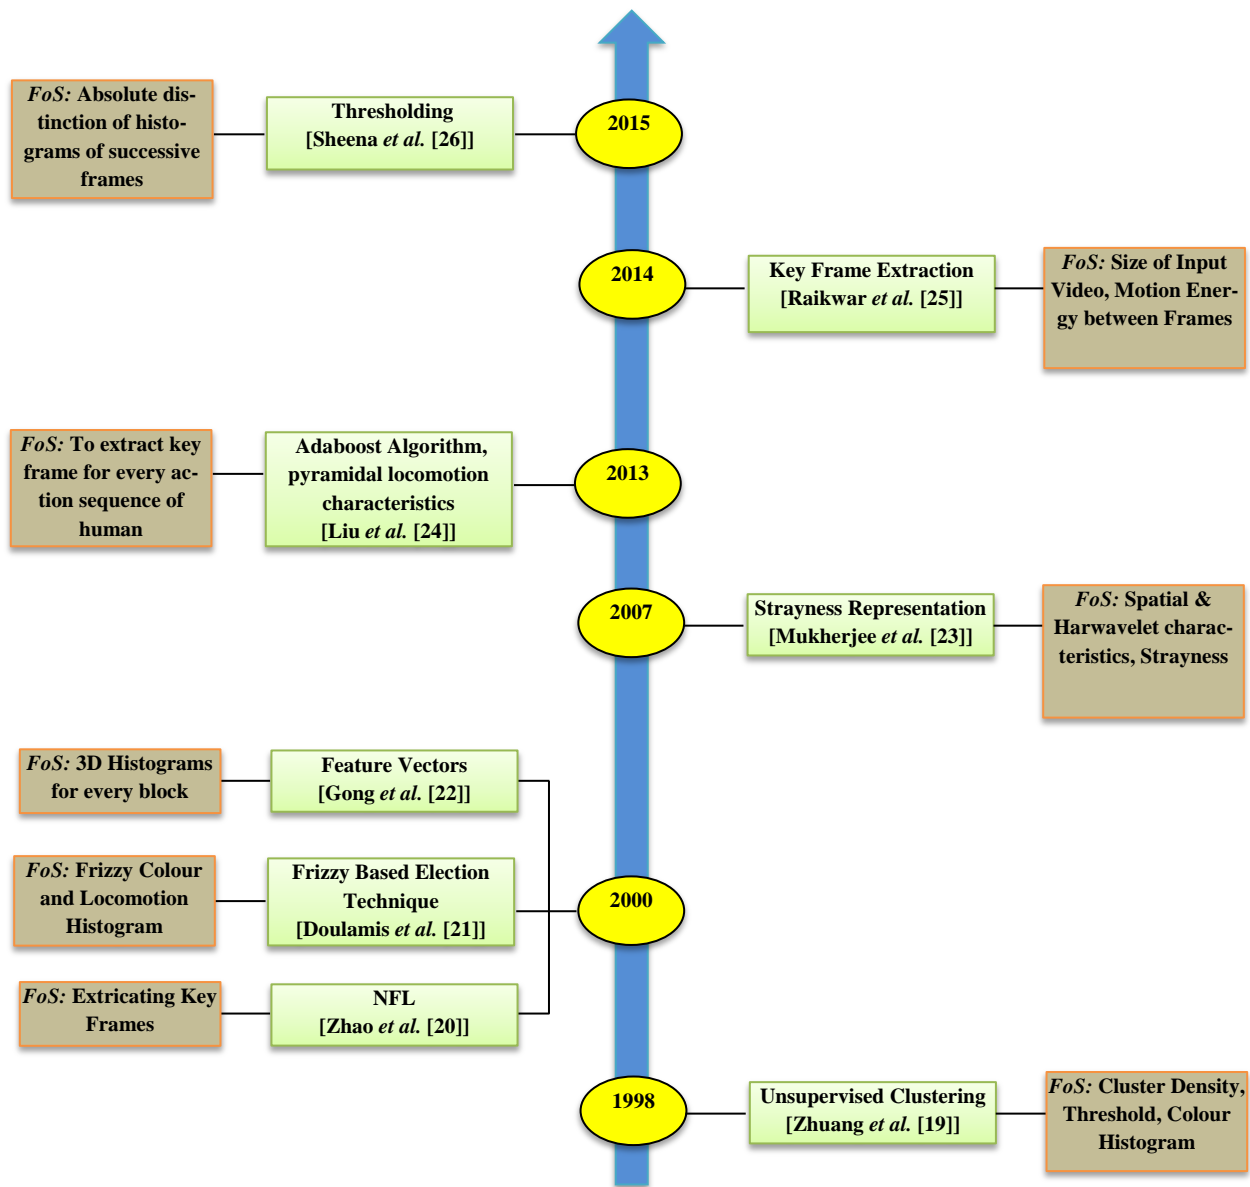 FoS: Absolute dis-
tinction of histo-
grams of successive
frames
Thresholding
[Sheena et al. [26]]
2015
2014
Key Frame Extraction
[Raikwar et al. [25]]
FoS: Size of Input
Video, Motion Ener-
gy between Frames
FoS: To extract key
frame for every ac-
tion sequence of
human
Adaboost Algorithm,
pyramidal locomotion
characteristics
[Liu et al. [24]]
2013
2007
Strayness Representation
[Mukherjee et al. [23]]
FoS: Spatial &
Harwavelet charac-
teristics, Strayness
FoS: 3D Histograms
for every block
Feature Vectors
[Gong et al. [22]]
FoS: Frizzy Colour
and Locomotion
Histogram
Frizzy Based Election
Technique
[Doulamis et al. [21]]
2000
FoS: Extricating Key
Frames
NFL
[Zhao et al. [20]]
1998
Unsupervised Clustering
[Zhuang et al. [19]]
FoS: Cluster Density,
Threshold, Colour
Histogram